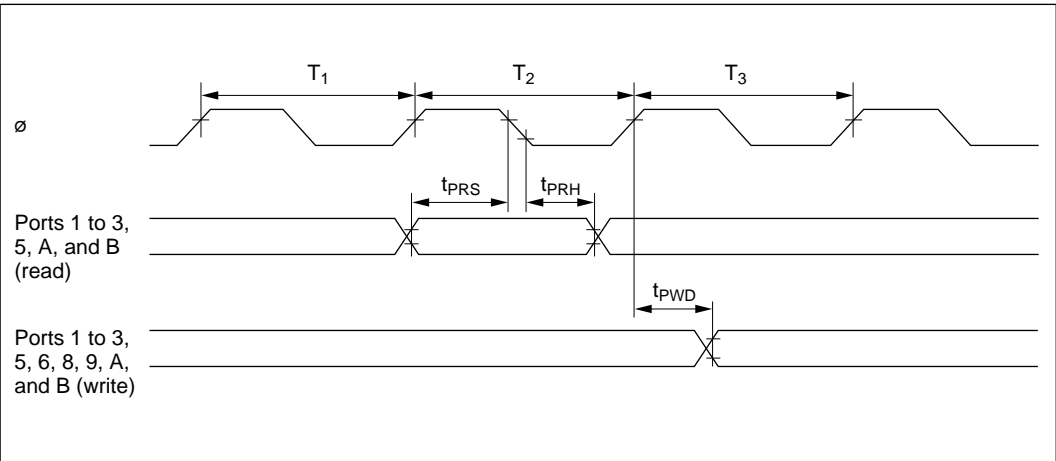 T1 T2 T3
ø
tPRS tPRH
Ports 1 to 3,
5, A, and B
(read)
tPWD
Ports 1 to 3,
5, 6, 8, 9, A,
and B (write)